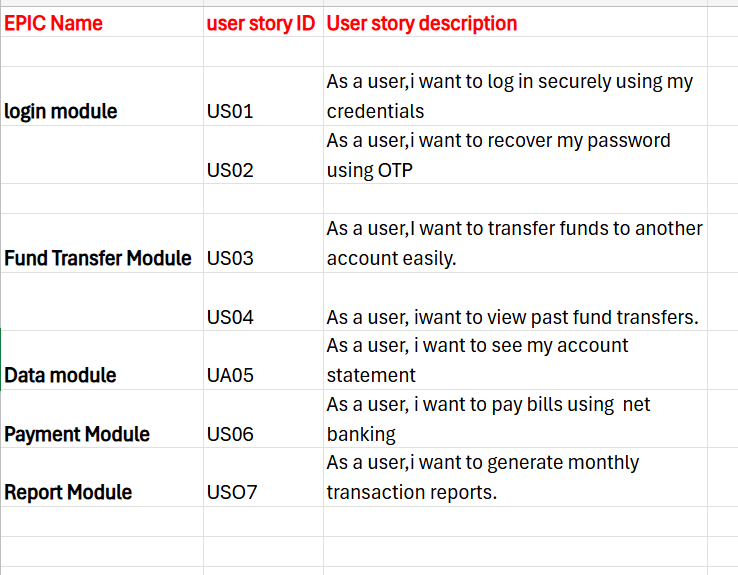 EPIC Name user story ID User story description
As a user,i want to log in securely using my
login module US01 credentials
As a user,i want to recover my password
US02 using OTP
As a user,I want to transfer funds to another
Fund Transfer Module US03 account easily.
US04 As a user, iwant to view past fund transfers.
As a user, i want to see my account
Data module UA05 statement
As a user, i want to pay bills using  net
Payment Module US06 banking
As a user,i want to generate monthly
Report Module USO7 transaction reports.